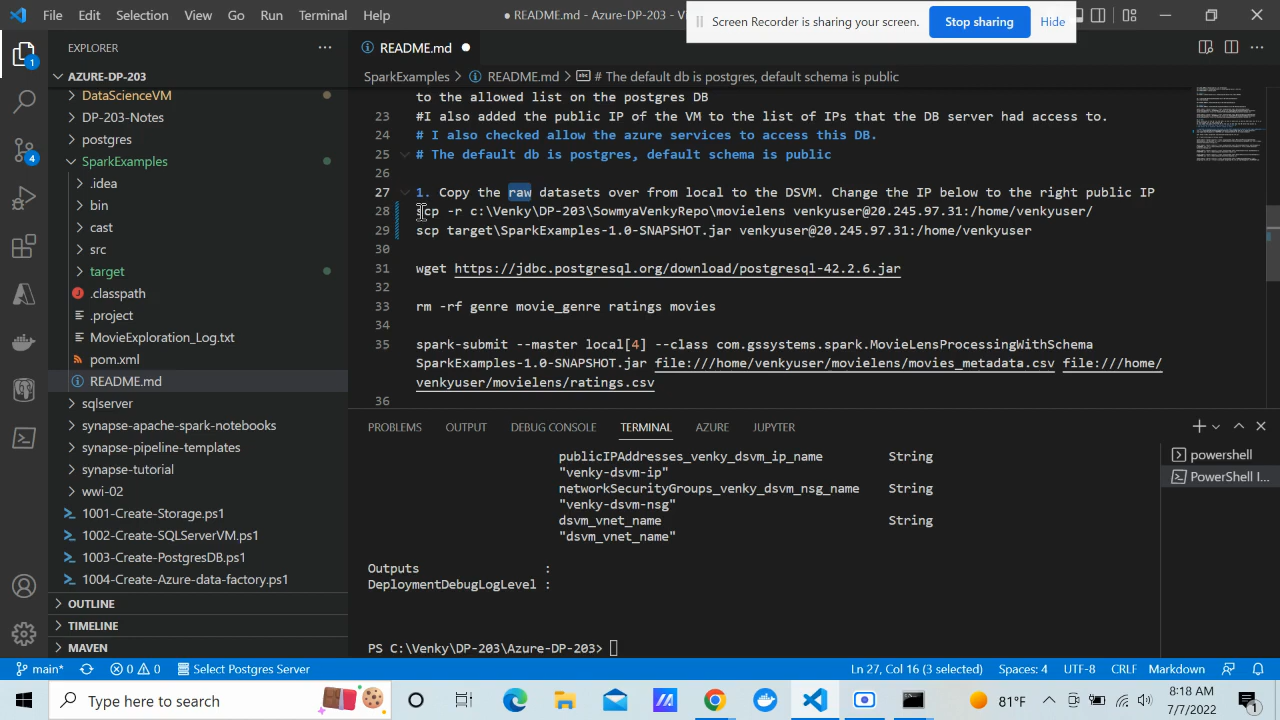 File Edit Selection View Go Run Terminal Help
● README.md - Azure-DP-203
Screen Recorder is sharing your screen.
Stop sharing
Hide
EXPLORER
README.md
AZURE-DP-203
SparkExamples > README.md > # The default db is postgres, default schema is public
DataScienceVM
DP-203-Notes
postgres
SparkExamples
.idea
bin
cast
src
target
.classpath
.project
MovieExploration_Log.txt
pom.xml
README.md
sqlserver
synapse-apache-spark-notebooks
synapse-pipeline-templates
synapse-tutorial
wwi-02
1001-Create-Storage.ps1
1002-Create-SQLServerVM.ps1
1003-Create-PostgresDB.ps1
1004-Create-Azure-data-factory.ps1
OUTLINE
TIMELINE
MAVEN
to the allowed list on the postgres DB
23 # I added the public IP of the VM to the list of IPs that the DB server had access to.
24 # I also checked allow the azure services to access this DB.
25 # The default db is postgres, default schema is public
26
27 1. Copy the raw datasets over from local to the DSVM. Change the IP below to the right public IP
28 scp -r c:\Venky\DP-203\SowmyaVenkyRepo\movielens venkyuser@20.245.97.31:/home/venkyuser/
29 scp target\SparkExamples-1.0-SNAPSHOT.jar venkyuser@20.245.97.31:/home/venkyuser
30
31 wget https://jdbc.postgresql.org/download/postgresql-42.2.6.jar
32
33 rm -rf genre movie_genre ratings movies
34
35 spark-submit --master local[4] --class com.gssystems.spark.MovieLensProcessingWithSchema
SparkExamples-1.0-SNAPSHOT.jar file:///home/venkyuser/movielens/movies_metadata.csv file:///home/
venkyuser/movielens/ratings.csv
36
PROBLEMS OUTPUT DEBUG CONSOLE TERMINAL AZURE JUPYTER
publicIPAddresses_venky_dsvm_ip_name String
"venky-dsvm-ip"
networkSecurityGroups_venky_dsvm_nsg_name String
"venky-dsvm-nsg"
dsvm_vnet_name String
"dsvm_vnet_name"
Outputs :
DeploymentDebugLogLevel :
PS C:\Venky\DP-203\Azure-DP-203>
powershell
PowerShell I...
1
4
main* 0 0 Select Postgres Server
Ln 27, Col 16 (3 selected) Spaces: 4 UTF-8 CRLF Markdown
Type here to search
81°F
8:18 AM
7/7/2022
1